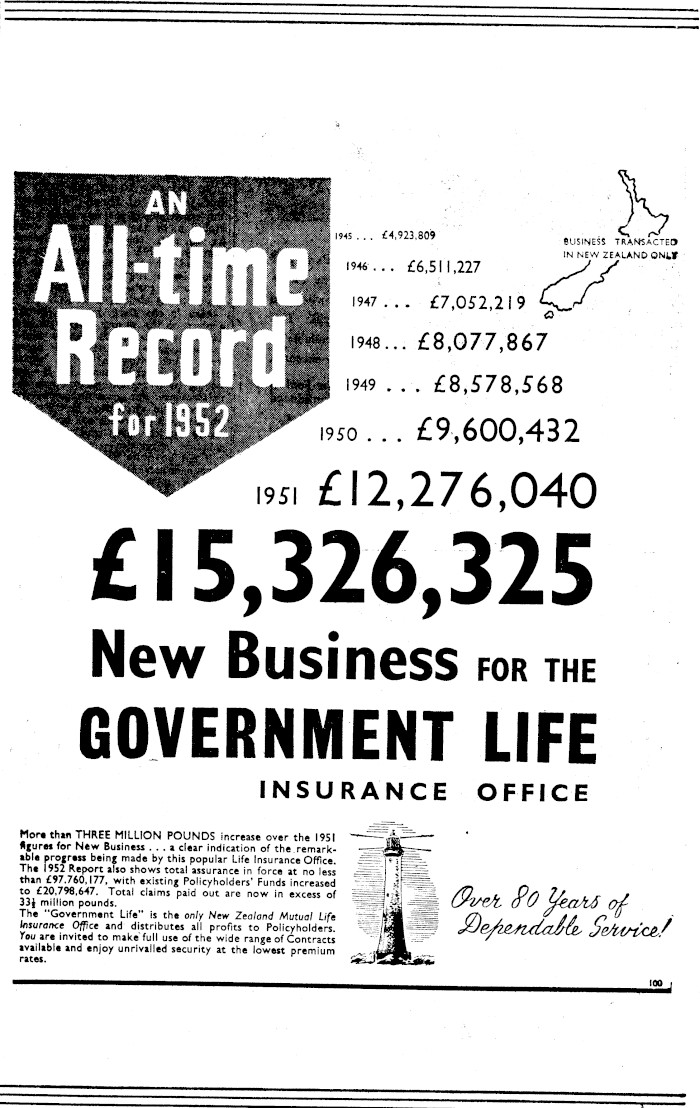 AN
All-time
Record
for 1952
1945 ... £4,923,809
1946 ... £6,511,227
1947 ... £7,052,219
1948 ... £8,077,867
1949 ... £8,578,568
1950 ... £9,600,432
1951 £12,276,040
BUSINESS TRANSACTED
IN NEW ZEALAND ONLY
£15,326,325
New Business FOR THE
GOVERNMENT LIFE
INSURANCE OFFICE
More than THREE MILLION POUNDS increase over the 1951
figures for New Business ... a clear indication of the remark-
able progress being made by this popular Life Insurance Office.
The 1952 Report also shows total assurance in force at no less
than £97,760,177, with existing Policyholders' Funds increased
to £20,798,647. Total claims paid out are now in excess of
33½ million pounds.
The "Government Life" is the only New Zealand Mutual Life
Insurance Office and distributes all profits to Policyholders.
You are invited to make full use of the wide range of Contracts
available and enjoy unrivalled security at the lowest premium
rates.
Over 80 Years of
Dependable Service!
100